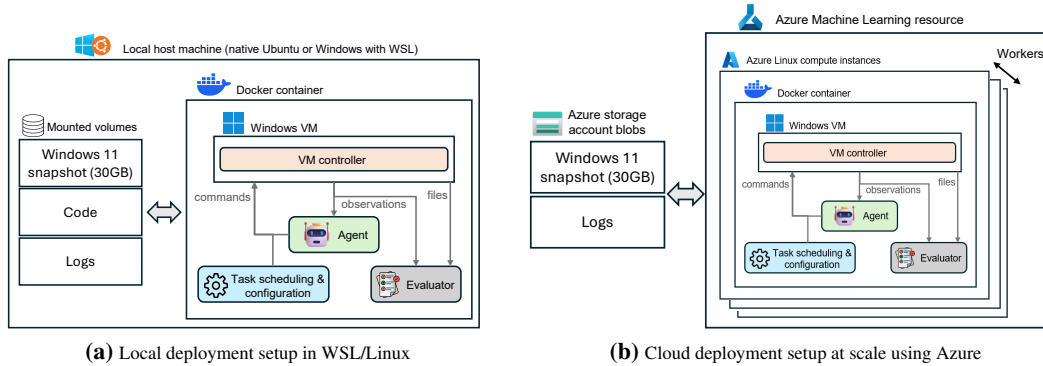 Local host machine (native Ubuntu or Windows with WSL)
Docker container
Mounted volumes
Windows 11
snapshot (30GB)
Code
Logs
Windows VM
VM controller
commands
observations
files
Agent
Task scheduling &
configuration
Evaluator
(a) Local deployment setup in WSL/Linux
Azure Machine Learning resource
Workers
Azure Linux compute instances
Docker container
Azure storage
account blobs
Windows 11
snapshot (30GB)
Logs
Windows VM
VM controller
commands
observations
files
Agent
Task scheduling &
configuration
Evaluator
(b) Cloud deployment setup at scale using Azure